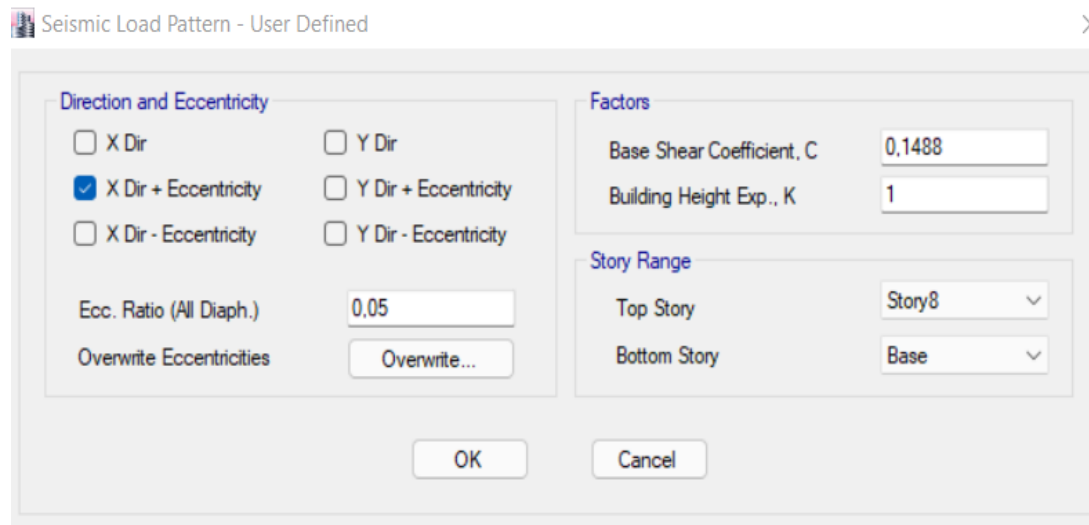 Seismic Load Pattern - User Defined
Direction and Eccentricity
X Dir
Y Dir
X Dir + Eccentricity
Y Dir + Eccentricity
X Dir - Eccentricity
Y Dir - Eccentricity
Ecc. Ratio (All Diaph.)
0,05
Overwrite Eccentricities
Overwrite...
Factors
Base Shear Coefficient, C
0,1488
Building Height Exp., K
1
Story Range
Top Story
Story8
Bottom Story
Base
OK
Cancel